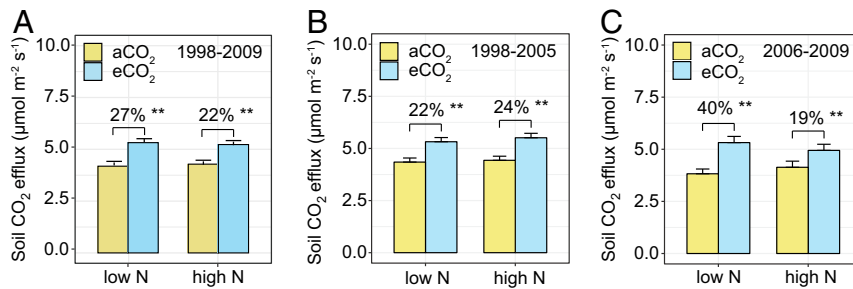 A
Soil CO₂ efflux (μmol m⁻² s⁻¹)
10.0
7.5
5.0
2.5
0.0
aCO₂ 1998-2009
eCO₂
27% ** 22% **
low N high N
B
Soil CO₂ efflux (μmol m⁻² s⁻¹)
10.0
7.5
5.0
2.5
0.0
aCO₂ 1998-2005
eCO₂
22% ** 24% **
low N high N
C
Soil CO₂ efflux (μmol m⁻² s⁻¹)
10.0
7.5
5.0
2.5
0.0
aCO₂ 2006-2009
eCO₂
40% ** 19% **
low N high N